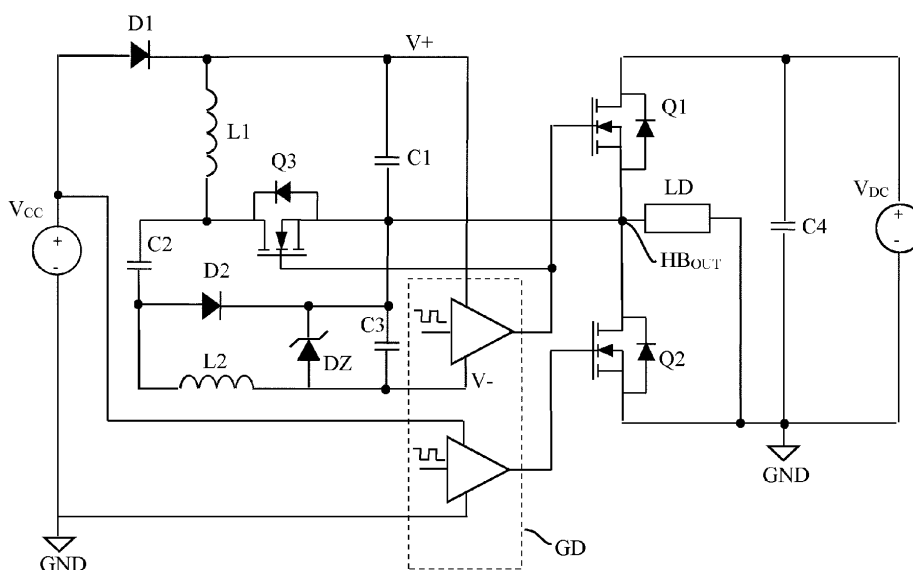 D1
V+
Q1
L1
C1
Q3
LD
VDC
VCC
+
-
C2
C4
+
-
HBOUT
D2
C3
DZ
L2
V-
Q2
GND
GD
GND